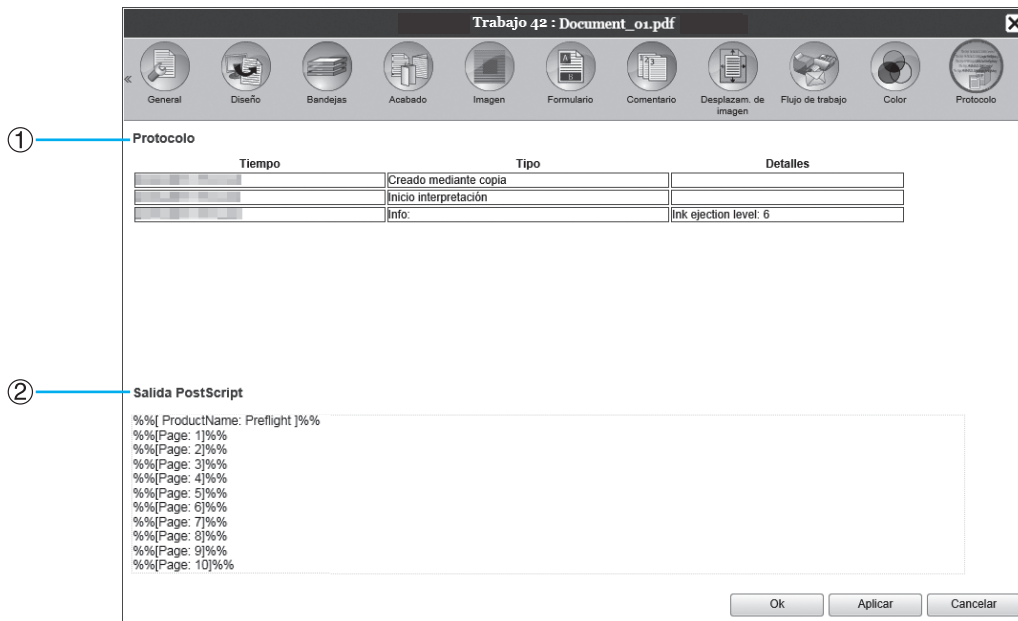 Trabajo 42 : Document_01.pdf
«
General Diseño Bandejas Acabado Imagen Formulario Comentario Desplazam. de imagen Flujo de trabajo Color Protocolo
① Protocolo
Tiempo Tipo Detalles
Creado mediante copia
Inicio interpretación
Info: Ink ejection level: 6
② Salida PostScript
%%[ ProductName: Preflight ]%%
%%[Page: 1]%%
%%[Page: 2]%%
%%[Page: 3]%%
%%[Page: 4]%%
%%[Page: 5]%%
%%[Page: 6]%%
%%[Page: 7]%%
%%[Page: 8]%%
%%[Page: 9]%%
%%[Page: 10]%%
Ok Aplicar Cancelar